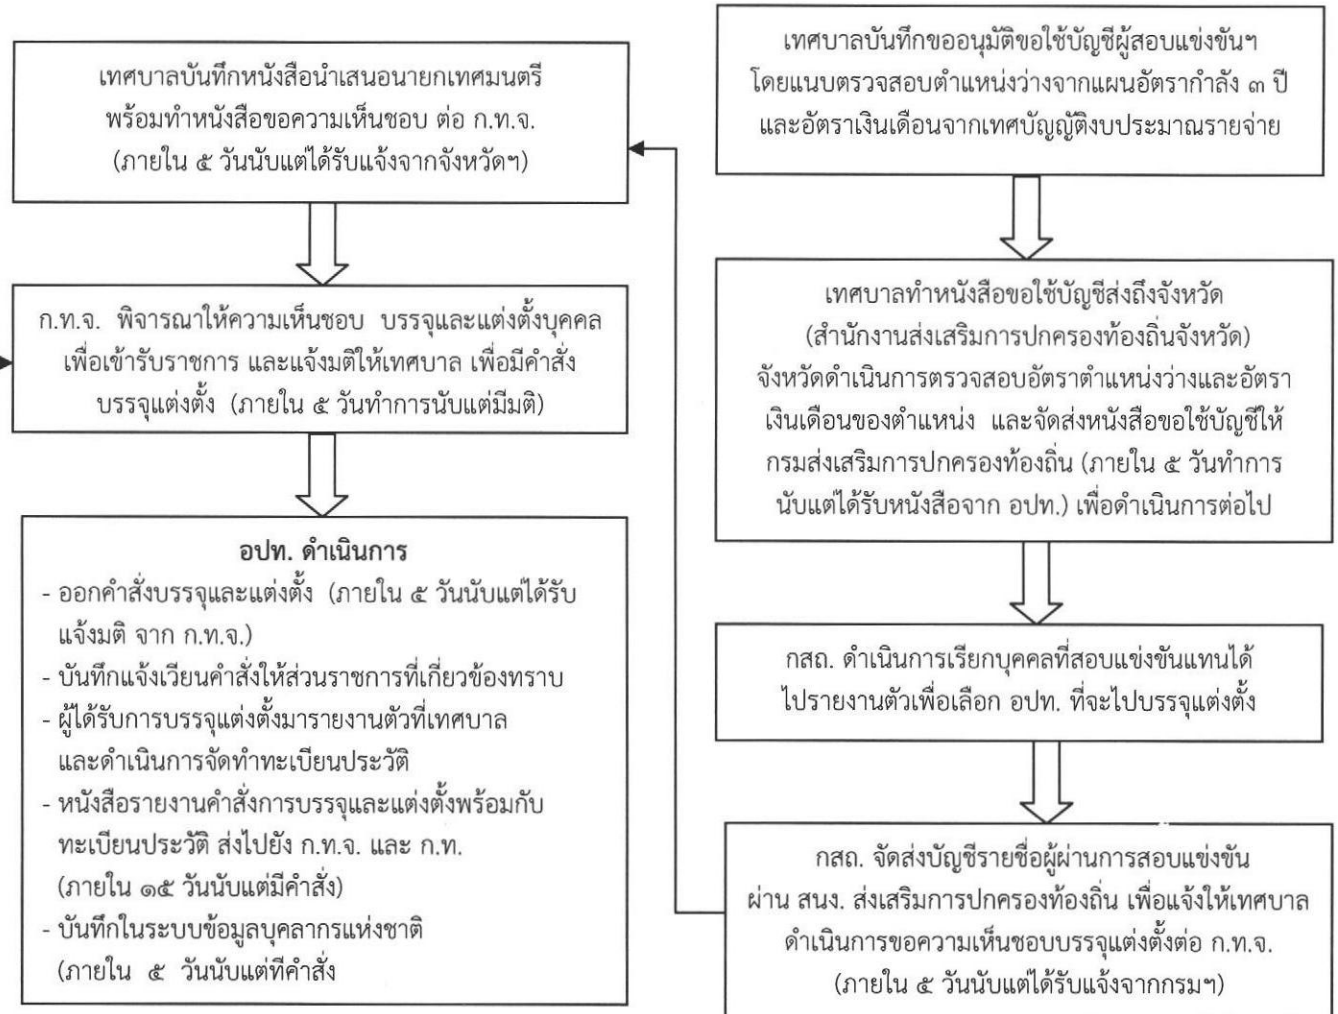 เทศบาลบันทึกหนังสือนำเสนอนายกเทศมนตรี
พร้อมทำหนังสือขอความเห็นชอบ ต่อ ก.ท.จ.
(ภายใน ๕ วันนับแต่ได้รับแจ้งจากจังหวัดฯ)
ก.ท.จ. พิจารณาให้ความเห็นชอบ บรรจุและแต่งตั้งบุคคล
เพื่อเข้ารับราชการ และแจ้งมติให้เทศบาล เพื่อมีคำสั่ง
บรรจุแต่งตั้ง (ภายใน ๕ วันทำการนับแต่มีมติ)
อปท. ดำเนินการ
- ออกคำสั่งบรรจุและแต่งตั้ง (ภายใน ๕ วันนับแต่ได้รับ
แจ้งมติ จาก ก.ท.จ.)
- บันทึกแจ้งเวียนคำสั่งให้ส่วนราชการที่เกี่ยวข้องทราบ
- ผู้ได้รับการบรรจุแต่งตั้งมารายงานตัวที่เทศบาล
และดำเนินการจัดทำทะเบียนประวัติ
- หนังสือรายงานคำสั่งการบรรจุและแต่งตั้งพร้อมกับ
ทะเบียนประวัติ ส่งไปยัง ก.ท.จ. และ ก.ท.
(ภายใน ๑๕ วันนับแต่มีคำสั่ง)
- บันทึกในระบบข้อมูลบุคลากรแห่งชาติ
(ภายใน ๕ วันนับแต่ที่คำสั่ง
เทศบาลบันทึกขออนุมัติขอใช้บัญชีผู้สอบแข่งขันฯ
โดยแนบตรวจสอบตำแหน่งว่างจากแผนอัตรากำลัง ๓ ปี
และอัตราเงินเดือนจากเทศบัญญัติงบประมาณรายจ่าย
เทศบาลทำหนังสือขอใช้บัญชีส่งถึงจังหวัด
(สำนักงานส่งเสริมการปกครองท้องถิ่นจังหวัด)
จังหวัดดำเนินการตรวจสอบอัตราตำแหน่งว่างและอัตรา
เงินเดือนของตำแหน่ง และจัดส่งหนังสือขอใช้บัญชีให้
กรมส่งเสริมการปกครองท้องถิ่น (ภายใน ๕ วันทำการ
นับแต่ได้รับหนังสือจาก อปท.) เพื่อดำเนินการต่อไป
กสถ. ดำเนินการเรียกบุคคลที่สอบแข่งขันแทนได้
ไปรายงานตัวเพื่อเลือก อปท. ที่จะไปบรรจุแต่งตั้ง
กสถ. จัดส่งบัญชีรายชื่อผู้ผ่านการสอบแข่งขัน
ผ่าน สนง. ส่งเสริมการปกครองท้องถิ่น เพื่อแจ้งให้เทศบาล
ดำเนินการขอความเห็นชอบบรรจุแต่งตั้งต่อ ก.ท.จ.
(ภายใน ๕ วันนับแต่ได้รับแจ้งจากกรมฯ)